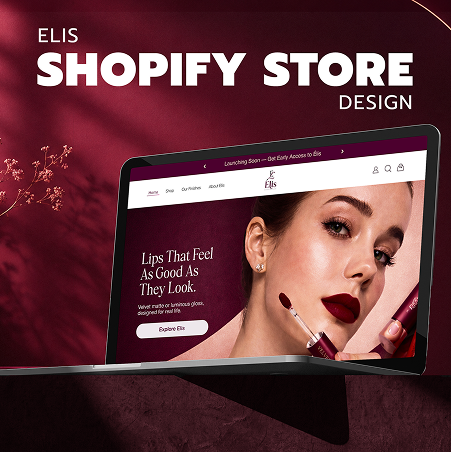 ELIS
SHOPIFY STORE
DESIGN
Launching Soon — Get Early Access to Elis
Home Shop Our Finishes About Elis
Elis
Lips That Feel
As Good As
They Look.
Velvet matte or luminous gloss,
designed for real life.
Explore Elis